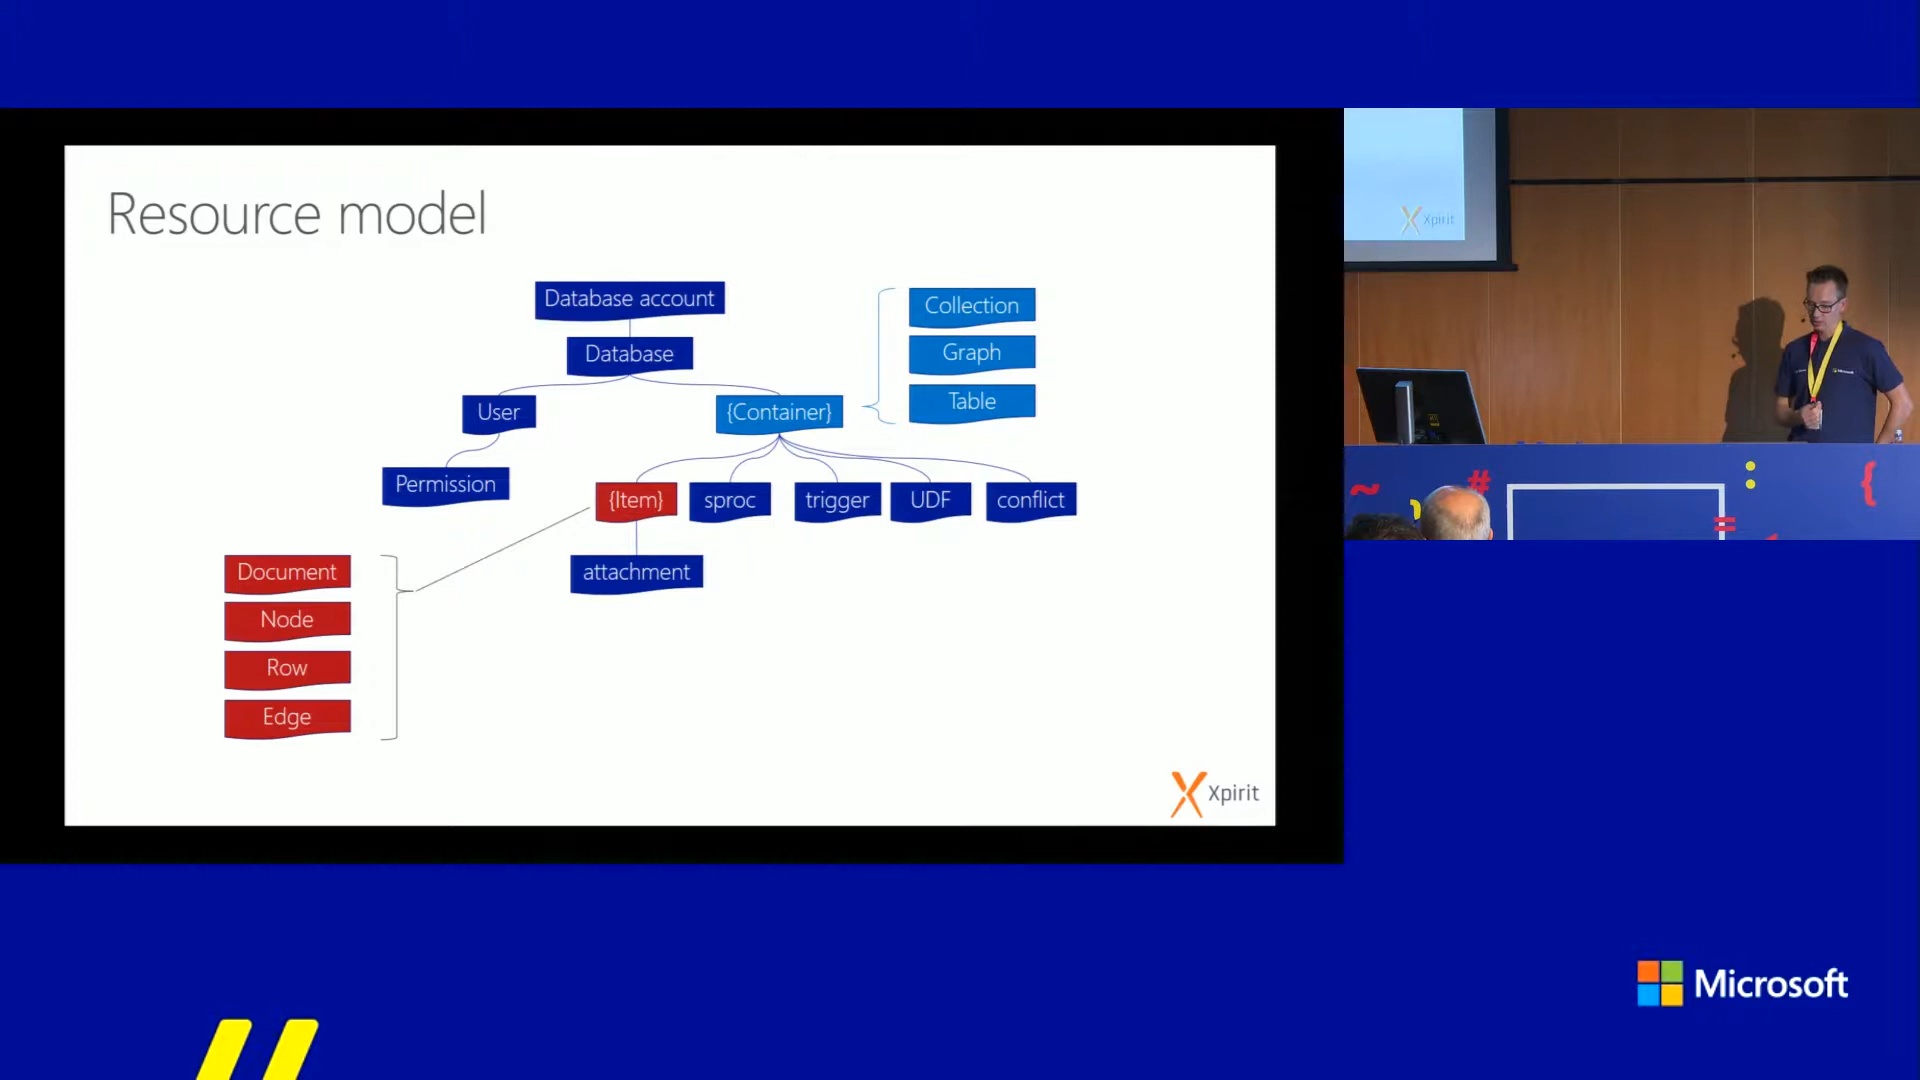 Resource model
Database account
Database
User
{Container}
Permission
{Item}
sproc
trigger
UDF
conflict
attachment
Collection
Graph
Table
Document
Node
Row
Edge
Xpirit
Xpirit
Microsoft